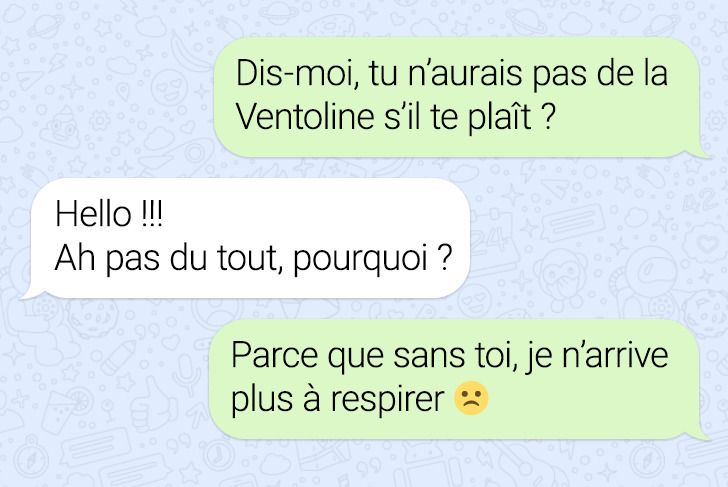 Dis-moi, tu n’aurais pas de la
Ventoline s’il te plaît ?
Hello !!!
Ah pas du tout, pourquoi ?
Parce que sans toi, je n’arrive
plus à respirer 🙁